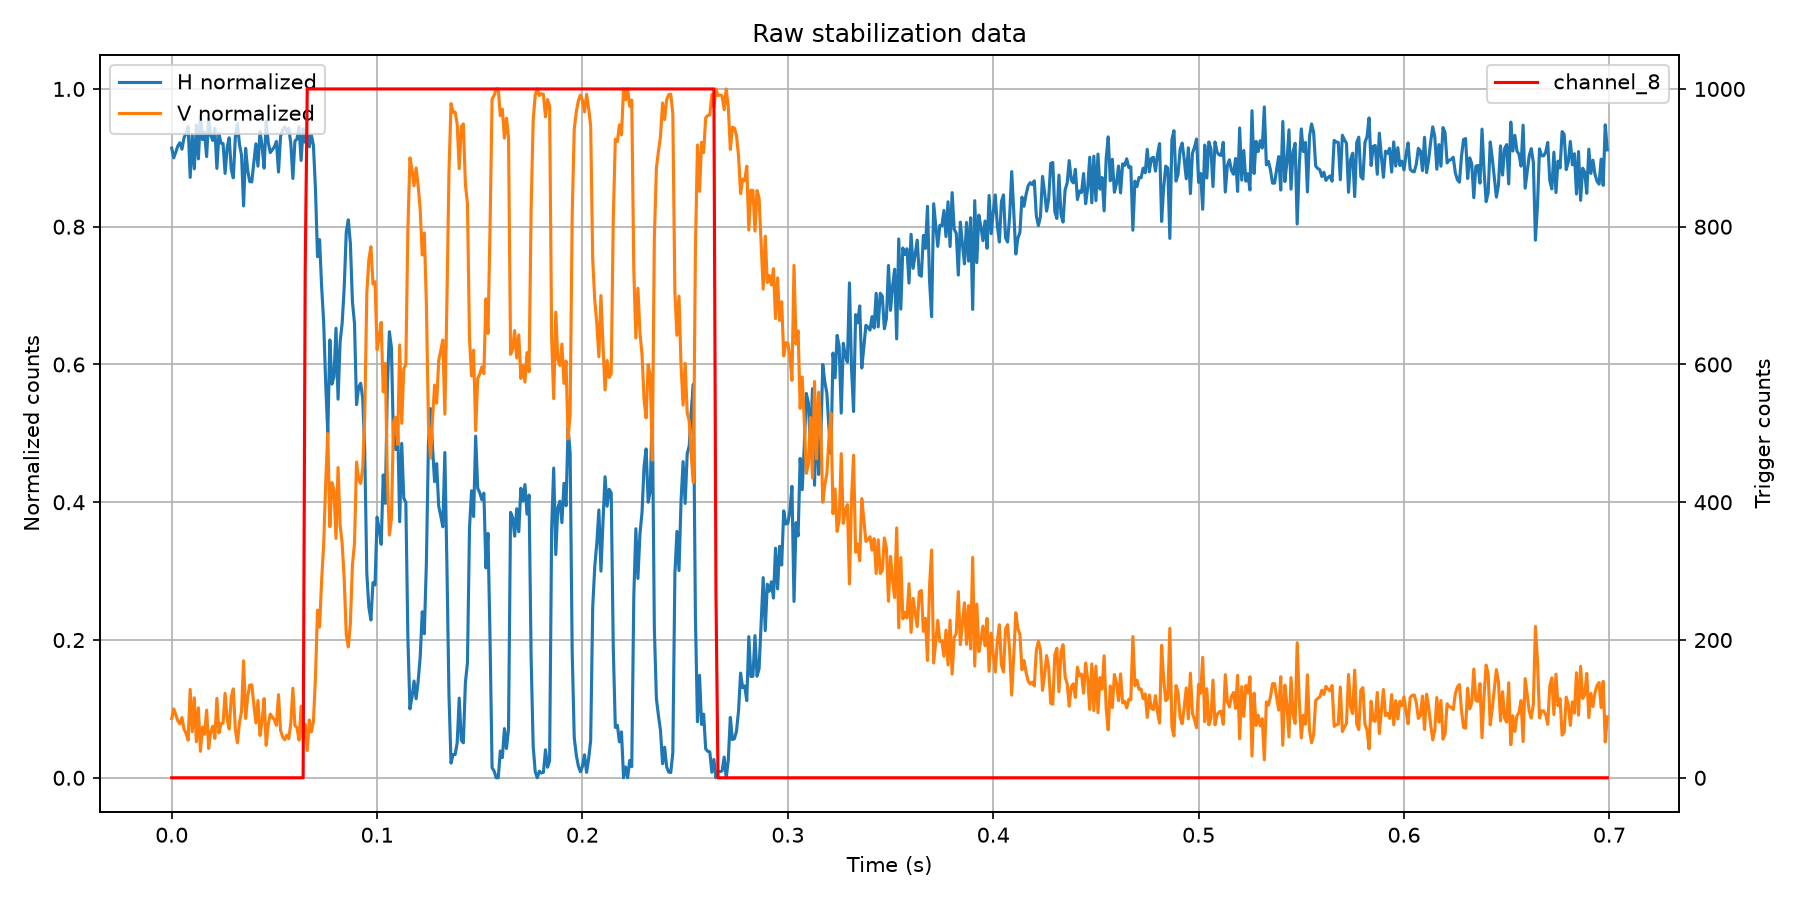 Raw stabilization data
H normalized
V normalized
channel_8
Normalized counts
1.0
0.8
0.6
0.4
0.2
0.0
1000
800
600
400
200
0
Trigger counts
0.0 0.1 0.2 0.3 0.4 0.5 0.6 0.7
Time (s)